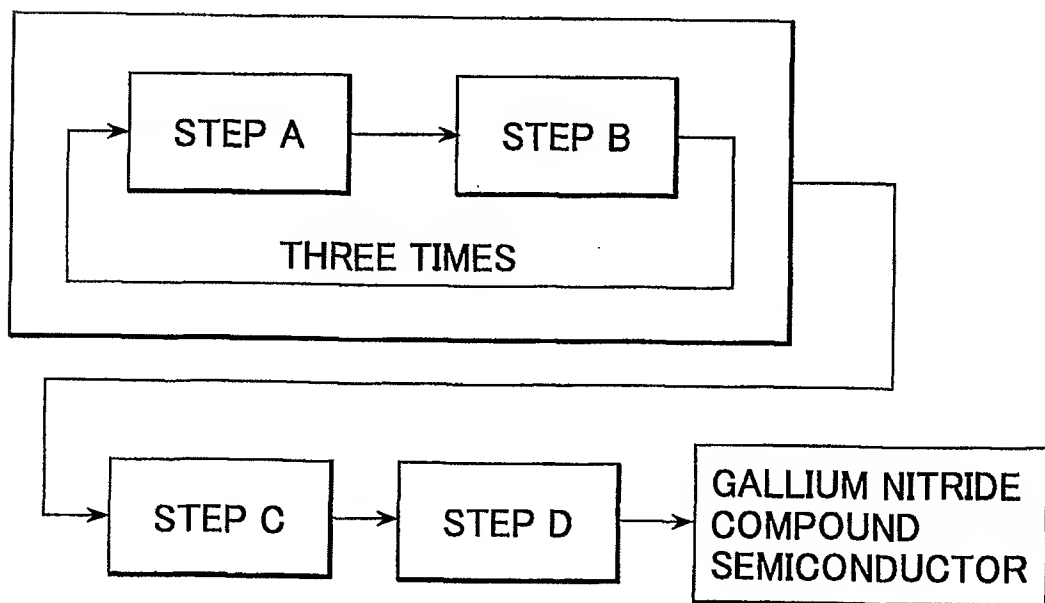 STEP A
STEP B
THREE TIMES
STEP C
STEP D
GALLIUM NITRIDE
COMPOUND
SEMICONDUCTOR